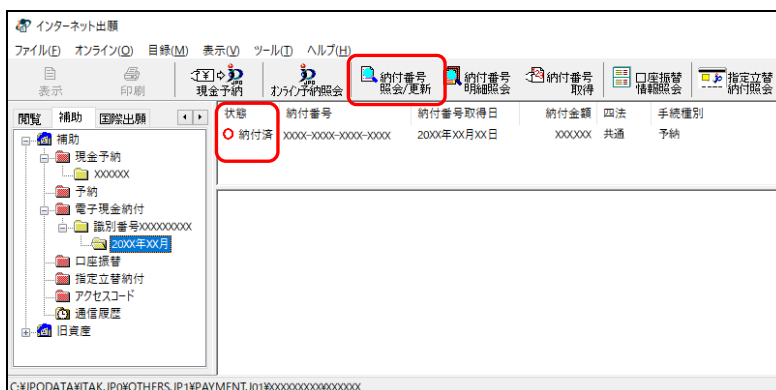 インターネット出願
ファイル(F) オンライン(O) 目録(M) 表示(V) ツール(T) ヘルプ(H)
表示
印刷
現金予納
オンライン予納照会
納付番号
照会/更新
納付番号
明細照会
納付番号
取得
口座振替
情報照会
指定立替
納付照会
閲覧 補助 国際出願
状態 納付番号 納付番号取得日 納付金額 四法 手続種別
納付済 XXXX-XXXX-XXXX-XXXX 20XX年XX月XX日 XXX,XXX 共通 予納
補助
現金予納
XXXXXX
予納
電子現金納付
識別番号XXXXXXXXX
20XX年XX月
口座振替
指定立替納付
アクセスコード
通信履歴
旧資産
C:¥JPODATA¥ITAK.JP0¥OTHERS.JP1¥PAYMENT.J01¥XXXXXXXXX¥XXXXXX